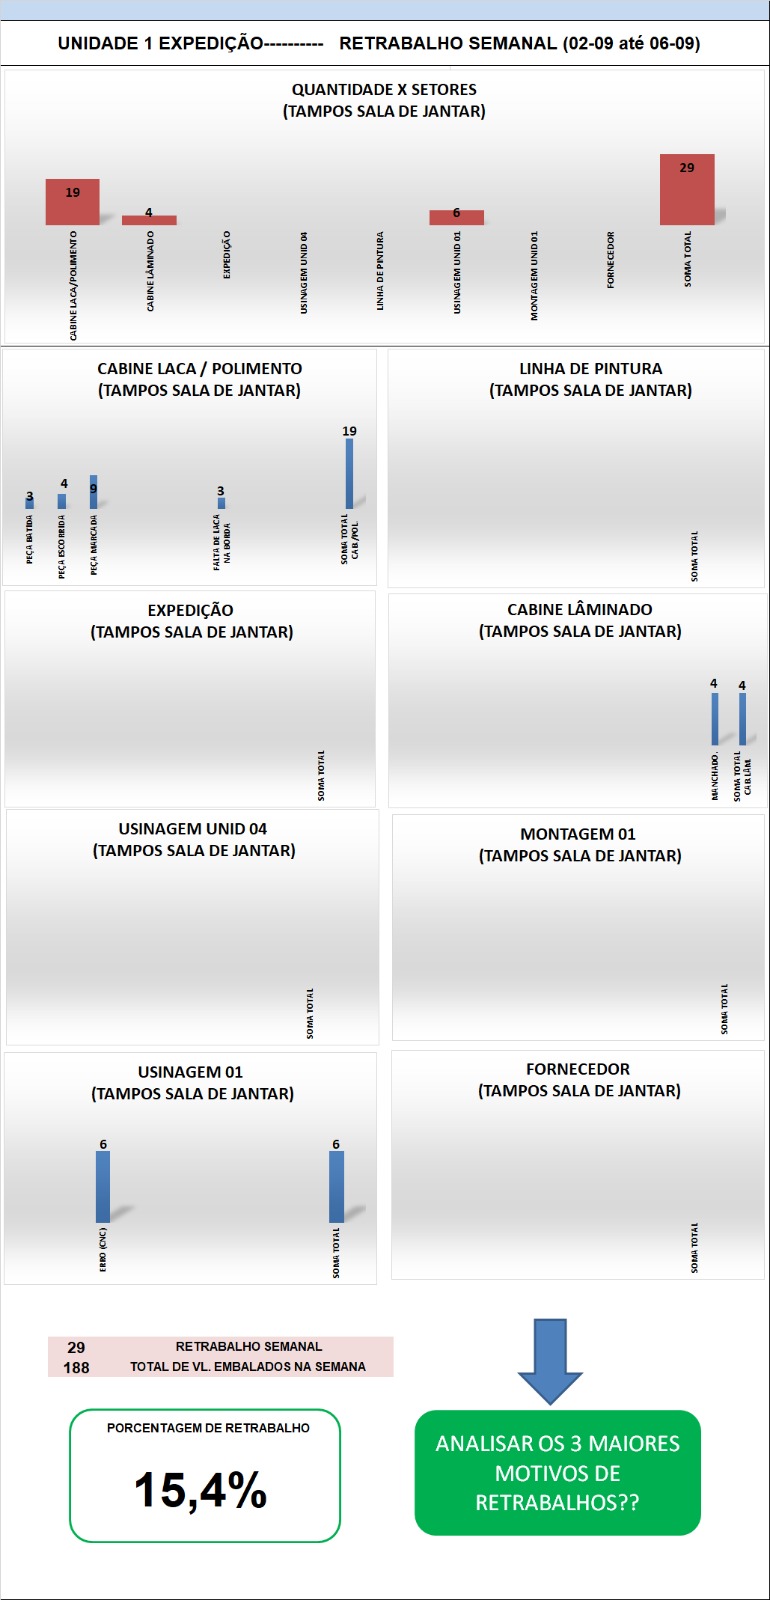 UNIDADE 1 EXPEDIÇÃO---------- RETRABALHO SEMANAL (02-09 até 06-09)
QUANTIDADE X SETORES
(TAMPOS SALA DE JANTAR)
19
4
6
29
CABINE LACA/POLIMENTO
CABINE LÂMINADO
EXPEDIÇÃO
USINAGEM UNID 04
LINHA DE PINTURA
USINAGEM UNID 01
MONTAGEM UNID 01
FORNECEDOR
SOMA TOTAL
CABINE LACA / POLIMENTO
(TAMPOS SALA DE JANTAR)
3
4
9
3
19
PEÇA BATIDA
PEÇA ESCORRIDA
PEÇA MARCADA
FALTA DE LACA
NA BORDA
SOMA TOTAL
CAB./POL.
LINHA DE PINTURA
(TAMPOS SALA DE JANTAR)
SOMA TOTAL
EXPEDIÇÃO
(TAMPOS SALA DE JANTAR)
SOMA TOTAL
CABINE LÂMINADO
(TAMPOS SALA DE JANTAR)
4
4
MANCHADO.
SOMA TOTAL
CAB LÂM.
USINAGEM UNID 04
(TAMPOS SALA DE JANTAR)
SOMA TOTAL
MONTAGEM 01
(TAMPOS SALA DE JANTAR)
SOMA TOTAL
USINAGEM 01
(TAMPOS SALA DE JANTAR)
6
6
ERRO (CNC)
SOMA TOTAL
FORNECEDOR
(TAMPOS SALA DE JANTAR)
SOMA TOTAL
29 RETRABALHO SEMANAL
188 TOTAL DE VL. EMBALADOS NA SEMANA
PORCENTAGEM DE RETRABALHO
15,4%
ANALISAR OS 3 MAIORES
MOTIVOS DE
RETRABALHOS??